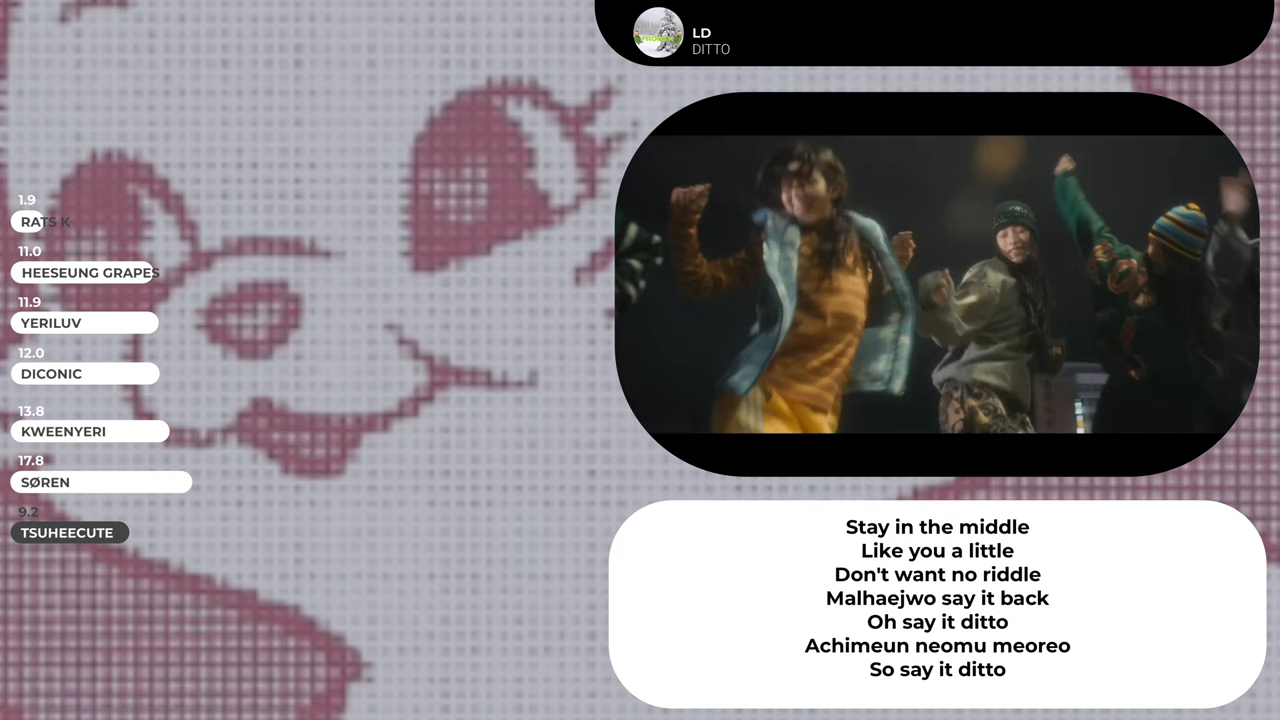 LD
DITTO
1.9
RATS K
11.0
HEESEUNG GRAPES
11.9
YERILUV
12.0
DICONIC
13.8
KWEENYERI
17.8
SØREN
9.2
TSUHEECUTE
Stay in the middle
Like you a little
Don't want no riddle
Malhaejwo say it back
Oh say it ditto
Achimeun neomu meoreo
So say it ditto